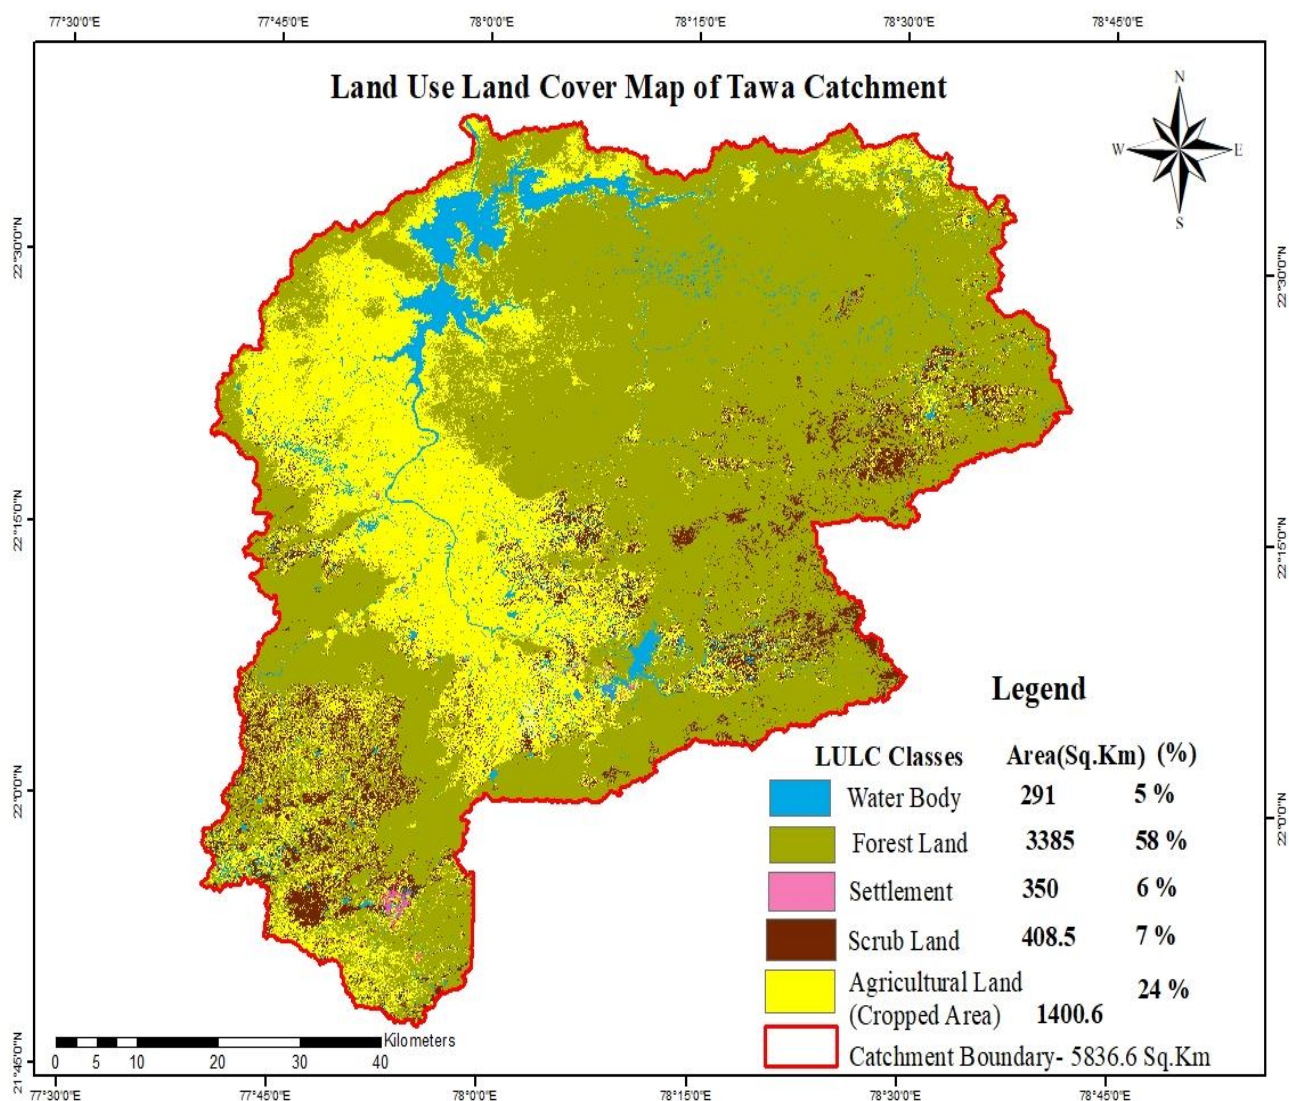 77°30'0"E 77°45'0"E 78°0'0"E 78°15'0"E 78°30'0"E 78°45'0"E
Land Use Land Cover Map of Tawa Catchment
N
W E
S
22°30'0"N 22°30'0"N
22°15'0"N 22°15'0"N
22°0'0"N 22°0'0"N
21°45'0"N
Legend
LULC Classes Area(Sq.Km) (%)
Water Body 291 5 %
Forest Land 3385 58 %
Settlement 350 6 %
Scrub Land 408.5 7 %
Agricultural Land 24 %
(Cropped Area) 1400.6
Catchment Boundary- 5836.6 Sq.Km
Kilometers
0 5 10 20 30 40
77°30'0"E 77°45'0"E 78°0'0"E 78°15'0"E 78°30'0"E 78°45'0"E